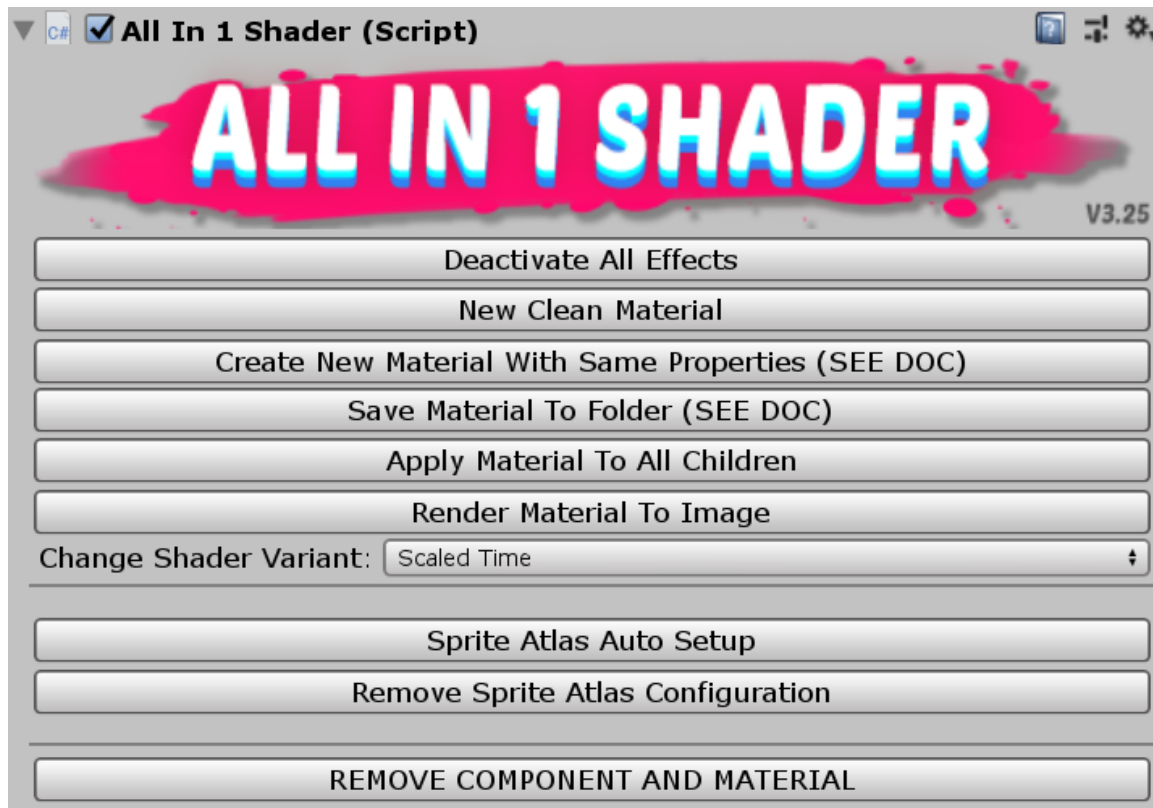 C# All In 1 Shader (Script)
ALL IN 1 SHADER
V3.25
Deactivate All Effects
New Clean Material
Create New Material With Same Properties (SEE DOC)
Save Material To Folder (SEE DOC)
Apply Material To All Children
Render Material To Image
Change Shader Variant: Scaled Time
Sprite Atlas Auto Setup
Remove Sprite Atlas Configuration
REMOVE COMPONENT AND MATERIAL